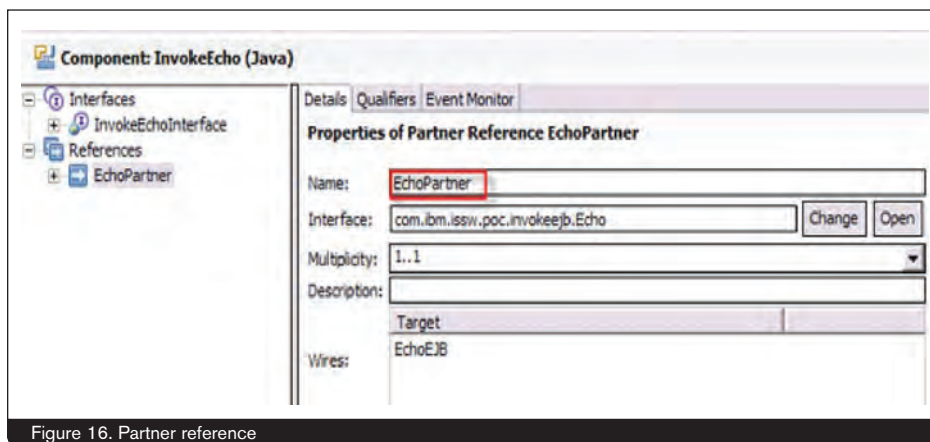 Component: InvokeEcho (Java)
Interfaces
InvokeEchoInterface
References
EchoPartner
Details Qualifiers Event Monitor
Properties of Partner Reference EchoPartner
Name: EchoPartner
Interface: com.ibm.issw.poc.invokeejb.Echo Change Open
Multiplicity: 1..1
Description:
Target
Wires: EchoEJB
Figure 16. Partner reference